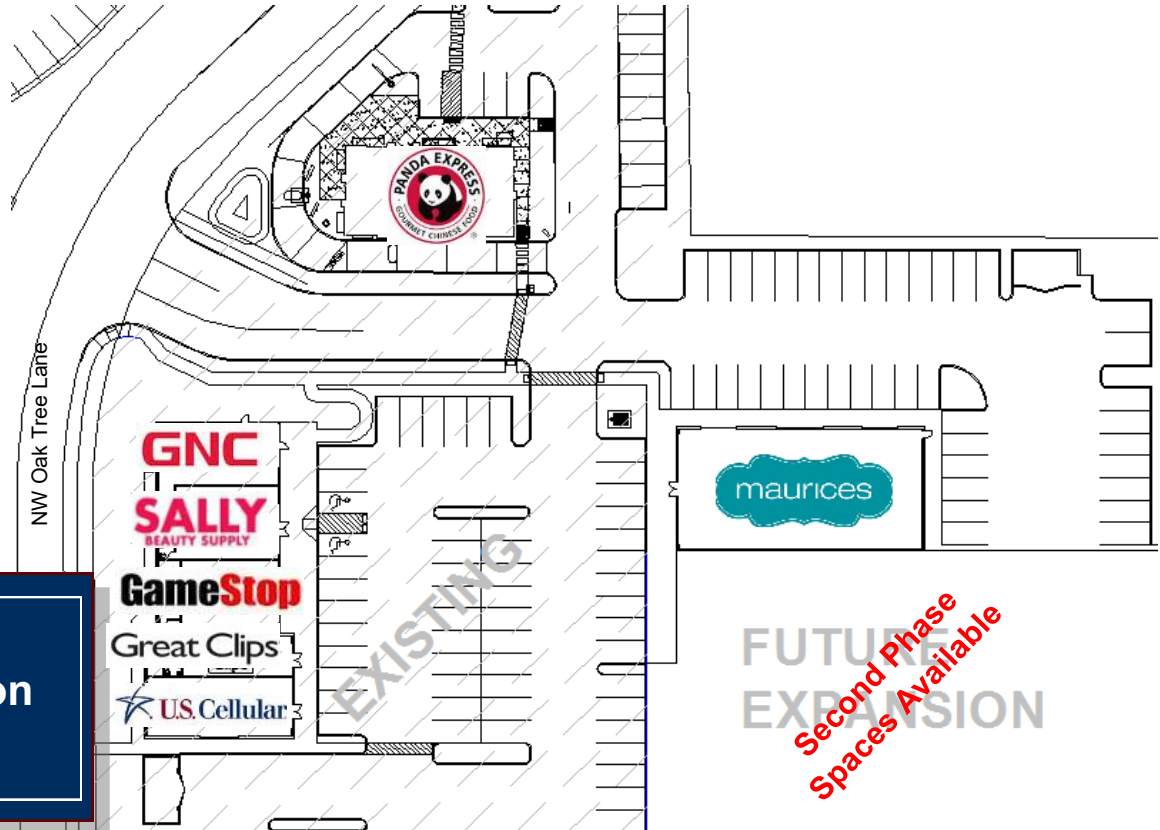 PANDA EXPRESS
GOURMET CHINESE FOOD
®
NW Oak Tree Lane
GNC
SALLY
BEAUTY SUPPLY
GameStop
Great Clips
U.S. Cellular
on
EXISTING
maurices
FUTURE
EXPANSION
Second Phase
Spaces Available